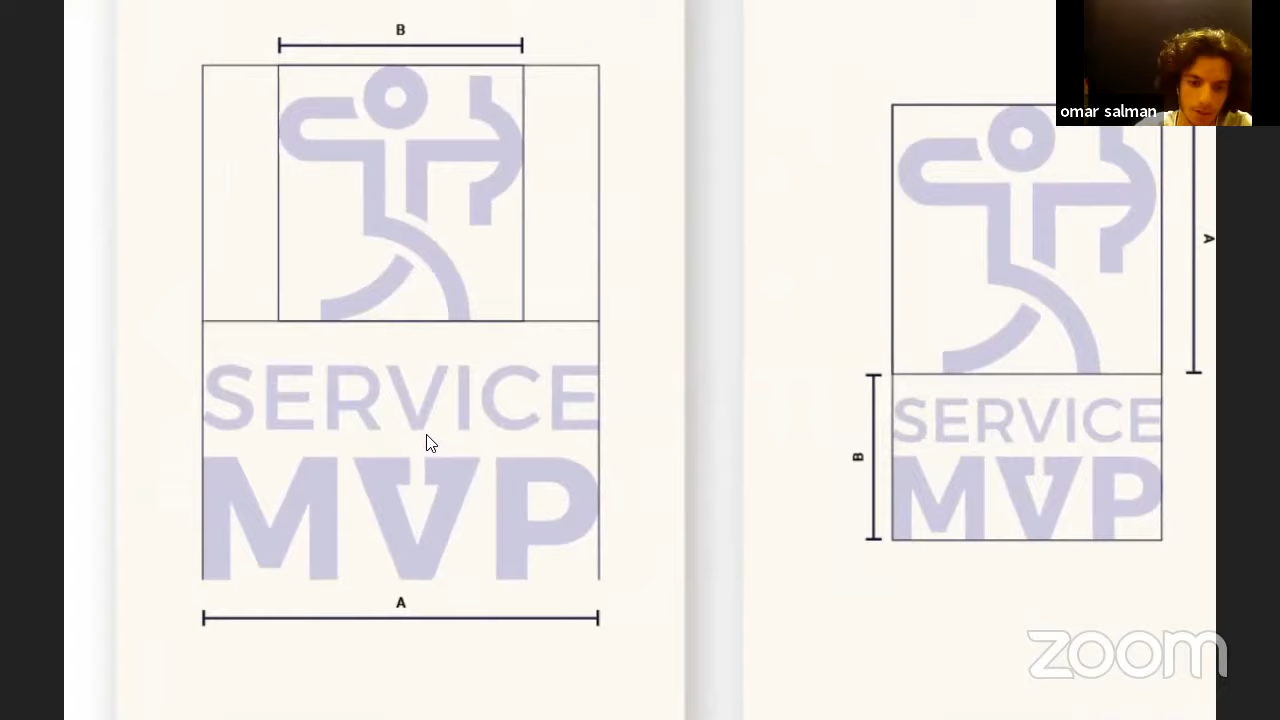 B
SERVICE
MVP
A
omar salman
A
B
SERVICE
MVP
zoom